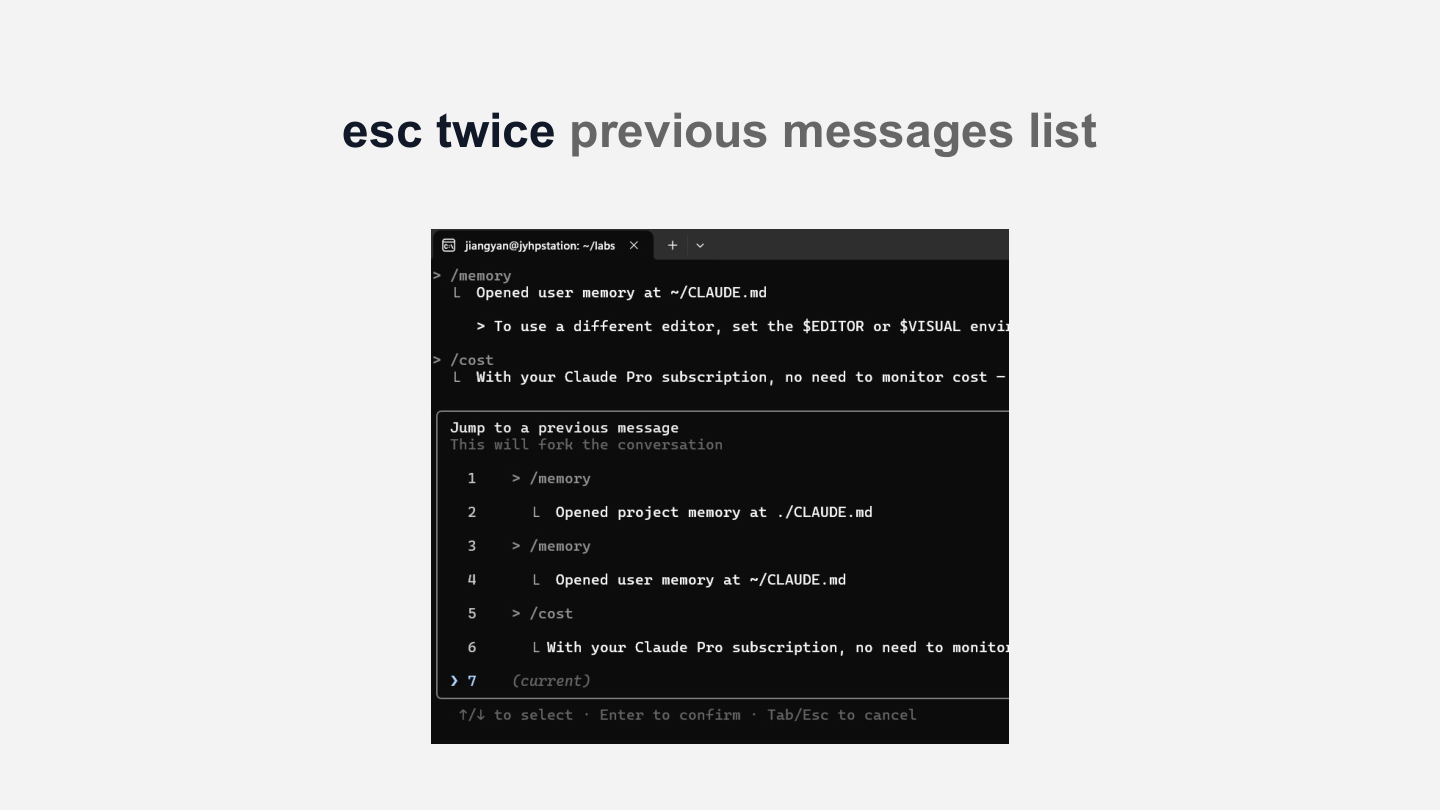 esc twice previous messages list
jiangyan@jyhpstation: ~/labs
> /memory
└ Opened user memory at ~/CLAUDE.md
> To use a different editor, set the $EDITOR or $VISUAL envir
> /cost
└ With your Claude Pro subscription, no need to monitor cost —
Jump to a previous message
This will fork the conversation
1 > /memory
2 └ Opened project memory at ./CLAUDE.md
3 > /memory
4 └ Opened user memory at ~/CLAUDE.md
5 > /cost
6 └ With your Claude Pro subscription, no need to monitor
❯ 7 (current)
↑/↓ to select · Enter to confirm · Tab/Esc to cancel